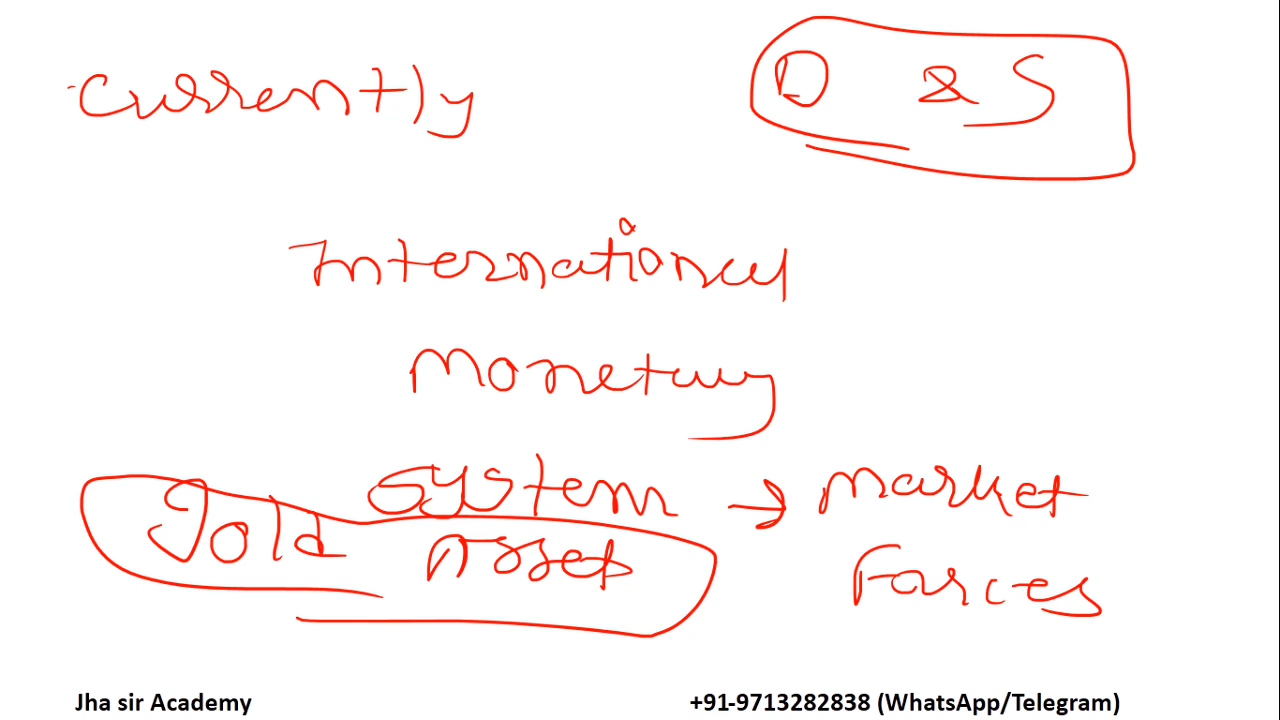 Currently D & S
International
Monetary
System → Market
Gold Asset Forces
Jha sir Academy +91-9713282838 (WhatsApp/Telegram)